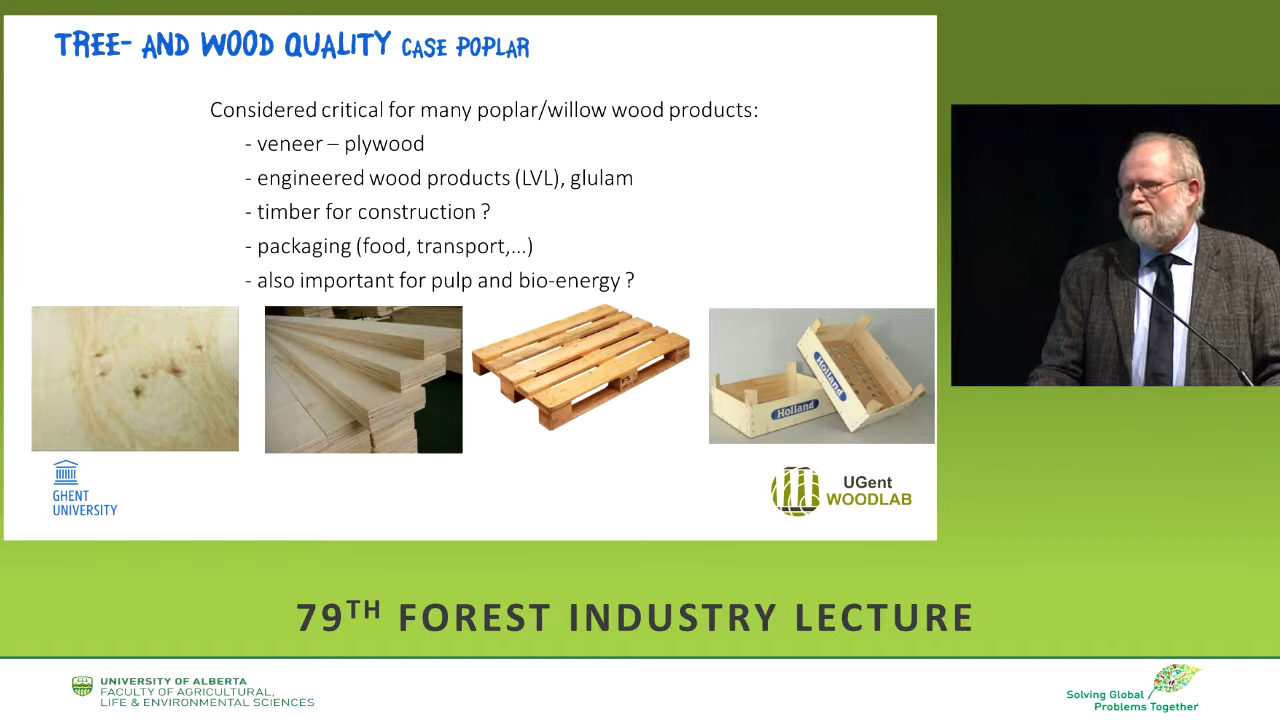 TREE- AND WOOD QUALITY CASE POPLAR
Considered critical for many poplar/willow wood products:
- veneer – plywood
- engineered wood products (LVL), glulam
- timber for construction ?
- packaging (food, transport,...)
- also important for pulp and bio-energy ?
Holland
Holland
GHENT
UNIVERSITY
UGent
WOODLAB
79TH FOREST INDUSTRY LECTURE
UNIVERSITY OF ALBERTA
FACULTY OF AGRICULTURAL,
LIFE & ENVIRONMENTAL SCIENCES
Solving Global
Problems Together